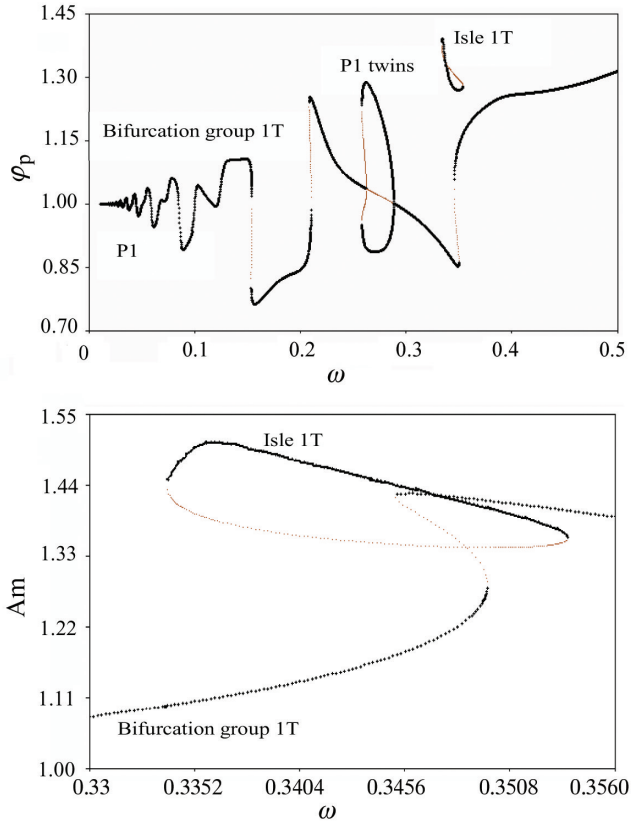 1.45
Isle 1T
1.30
P1 twins
Bifurcation group 1T
1.15
φp
1.00
P1
0.85
0.70
0 0.1 0.2 0.3 0.4 0.5
ω
1.55
Isle 1T
1.44
1.33
Am
1.22
1.11
Bifurcation group 1T
1.00
0.33 0.3352 0.3404 0.3456 0.3508 0.3560
ω